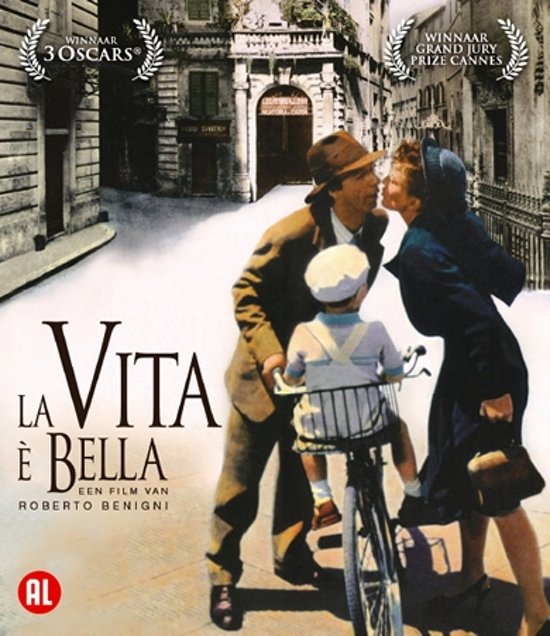 WINNAAR
3 OSCARS®
WINNAAR
GRAND JURY
PRIZE CANNES
LA VITA
È BELLA
EEN FILM VAN
ROBERTO BENIGNI
AL